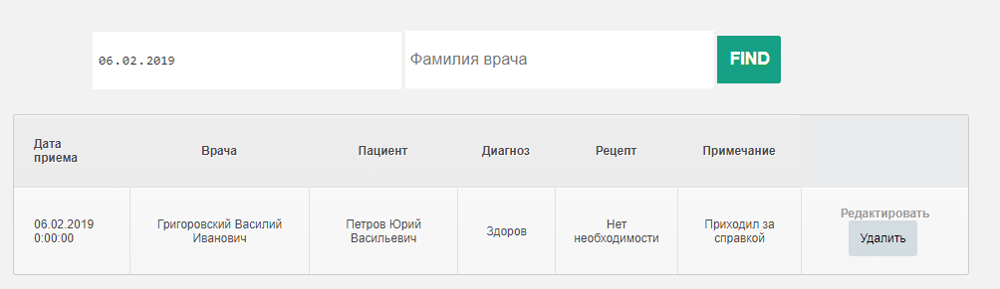 06.02.2019 Фамилия врача FIND
Дата приема Врача Пациент Диагноз Рецепт Примечание
06.02.2019 0:00:00 Григоровский Василий Иванович Петров Юрий Васильевич Здоров Нет необходимости Приходил за справкой Редактировать
Удалить